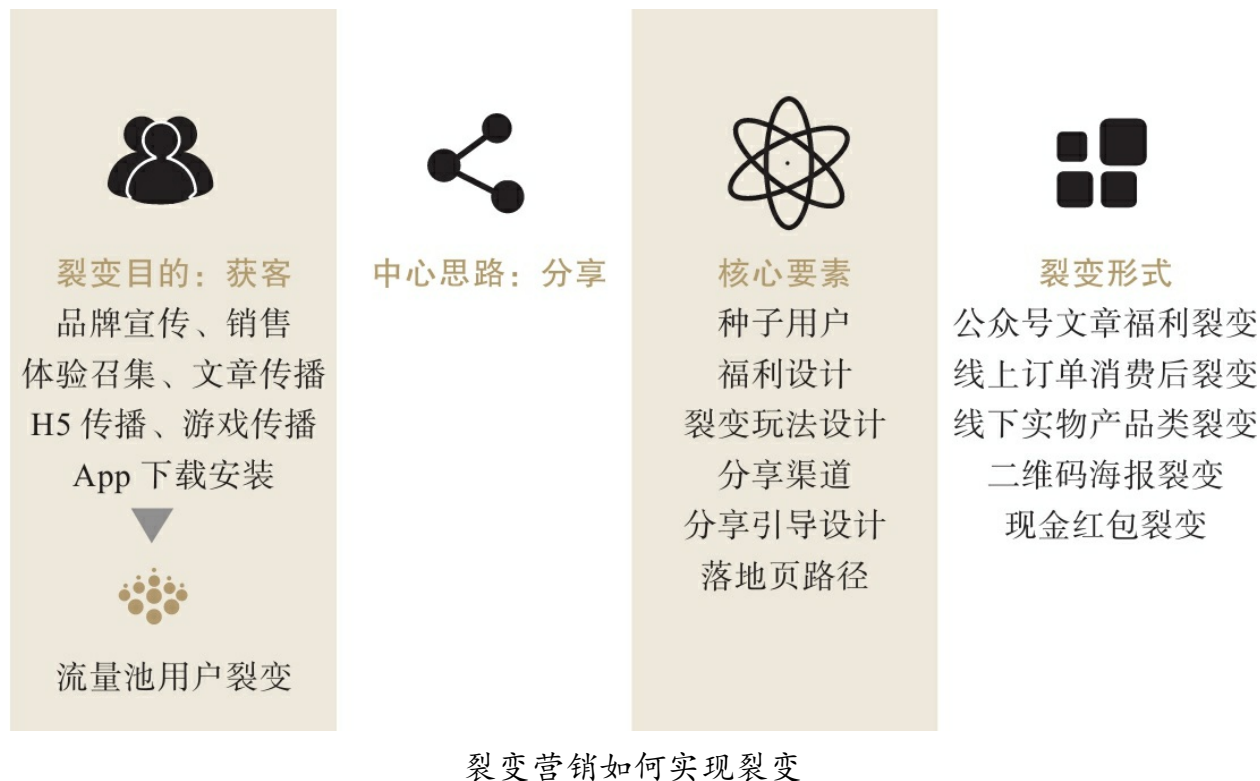 裂变目的：获客
品牌宣传、销售
体验召集、文章传播
H5 传播、游戏传播
App 下载安装
流量池用户裂变
中心思路：分享
核心要素
种子用户
福利设计
裂变玩法设计
分享渠道
分享引导设计
落地页路径
裂变形式
公众号文章福利裂变
线上订单消费后裂变
线下实物产品类裂变
二维码海报裂变
现金红包裂变
裂变营销如何实现裂变